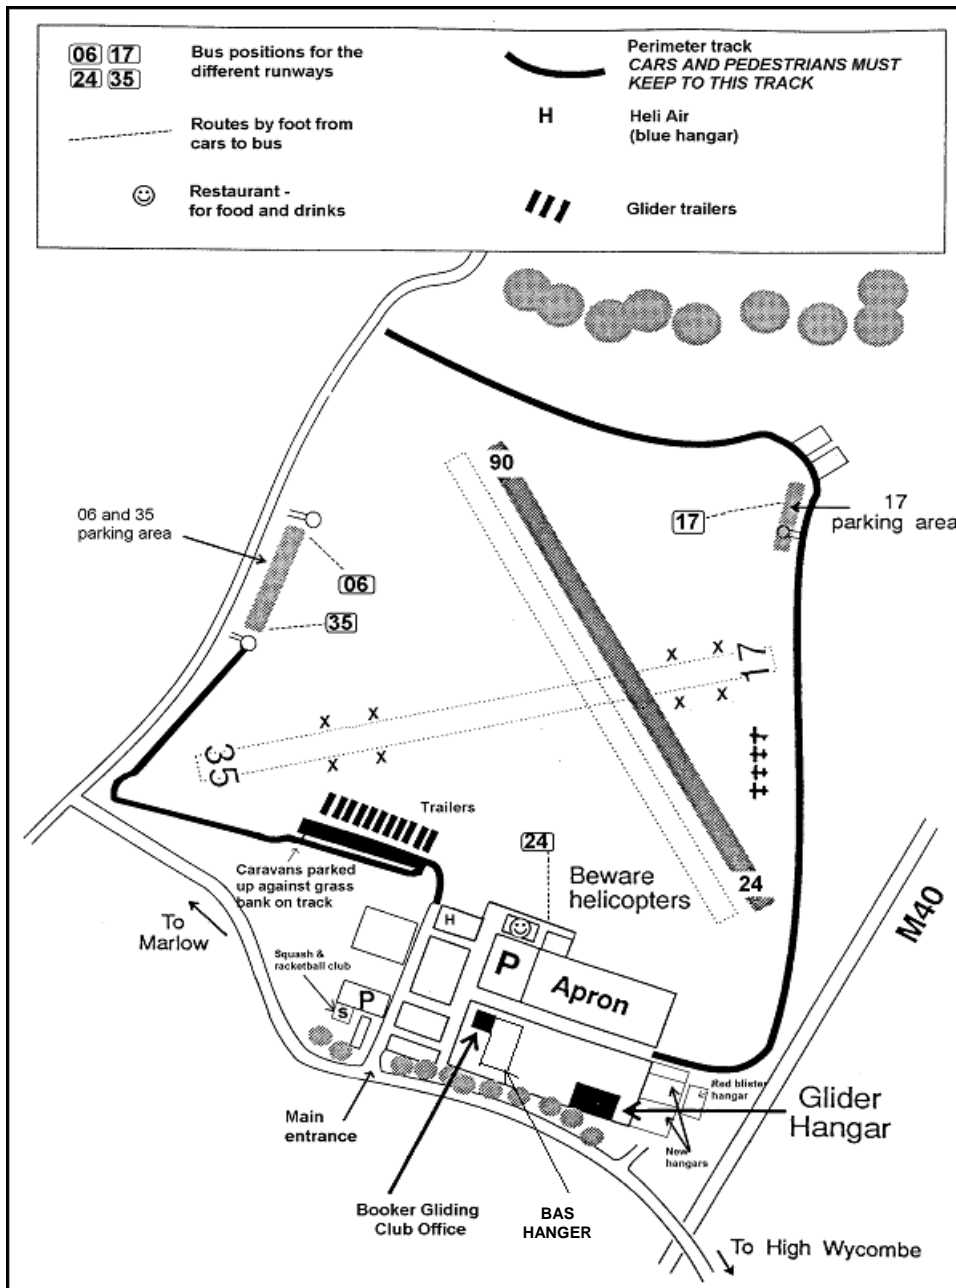 06 17
24 35
Bus positions for the
different runways
Routes by foot from
cars to bus
Restaurant -
for food and drinks
Perimeter track
CARS AND PEDESTRIANS MUST
KEEP TO THIS TRACK
H
Heli Air
(blue hangar)
Glider trailers
90
17
17
parking area
06 and 35
parking area
06
35
X X
17
X X
X X
35
X X
Trailers
24
Beware
helicopters
24
M40
Caravans parked
up against grass
bank on track
To
Marlow
H
Squash &
racketball club
P
S
P
Apron
Red blister
hangar
Glider
Hangar
Main
entrance
New
hangars
Booker Gliding
Club Office
BAS
HANGER
To High Wycombe